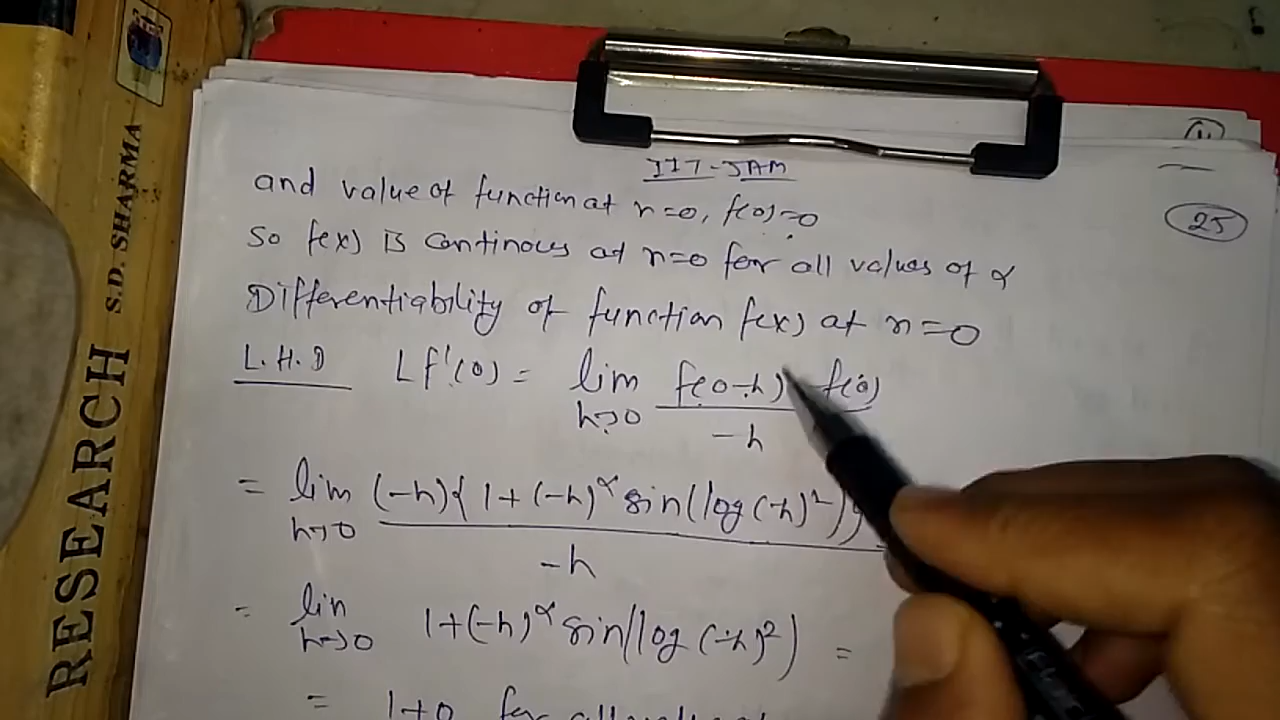 RESEARCH S.D. SHARMA
IIT-JAM
25
and value of function at x=0, f(0)=0
So f(x) is continous at x=0 for all values of α
Differentiability of function f(x) at x=0
L.H.D Lf'(0) = lim h→0 f(0-h) - f(0) / -h
= lim h→0 (-h){1+(-h)^α sin(log(-h)²)} / -h
= lim h→0 1+(-h)^α sin(log(-h)²) =
= 1+0 for all